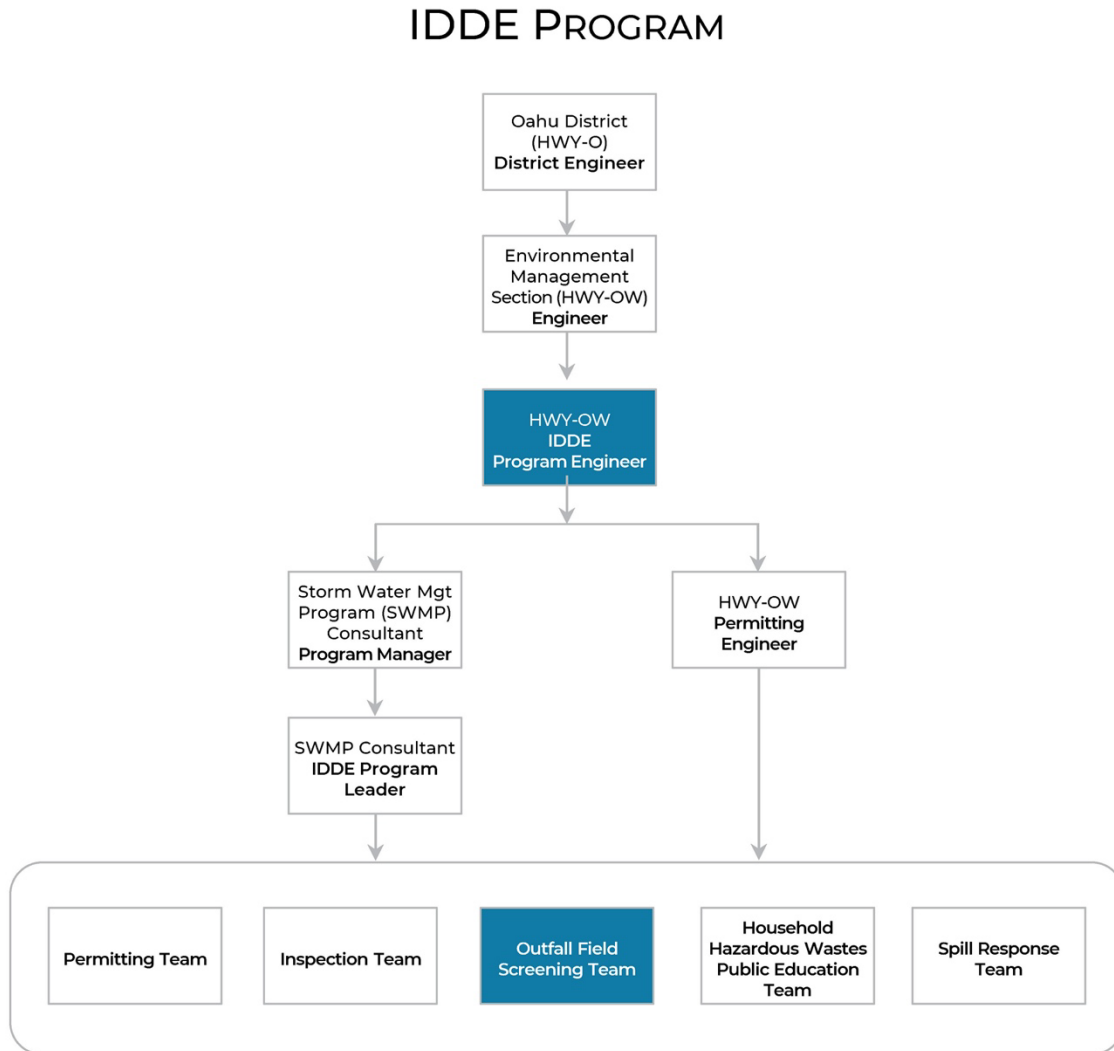 IDDE PROGRAM
Oahu District
(HWY-O)
District Engineer
Environmental
Management
Section (HWY-OW)
Engineer
HWY-OW
IDDE
Program Engineer
Storm Water Mgt
Program (SWMP)
Consultant
Program Manager
HWY-OW
Permitting
Engineer
SWMP Consultant
IDDE Program
Leader
Permitting Team
Inspection Team
Outfall Field
Screening Team
Household
Hazardous Wastes
Public Education
Team
Spill Response
Team